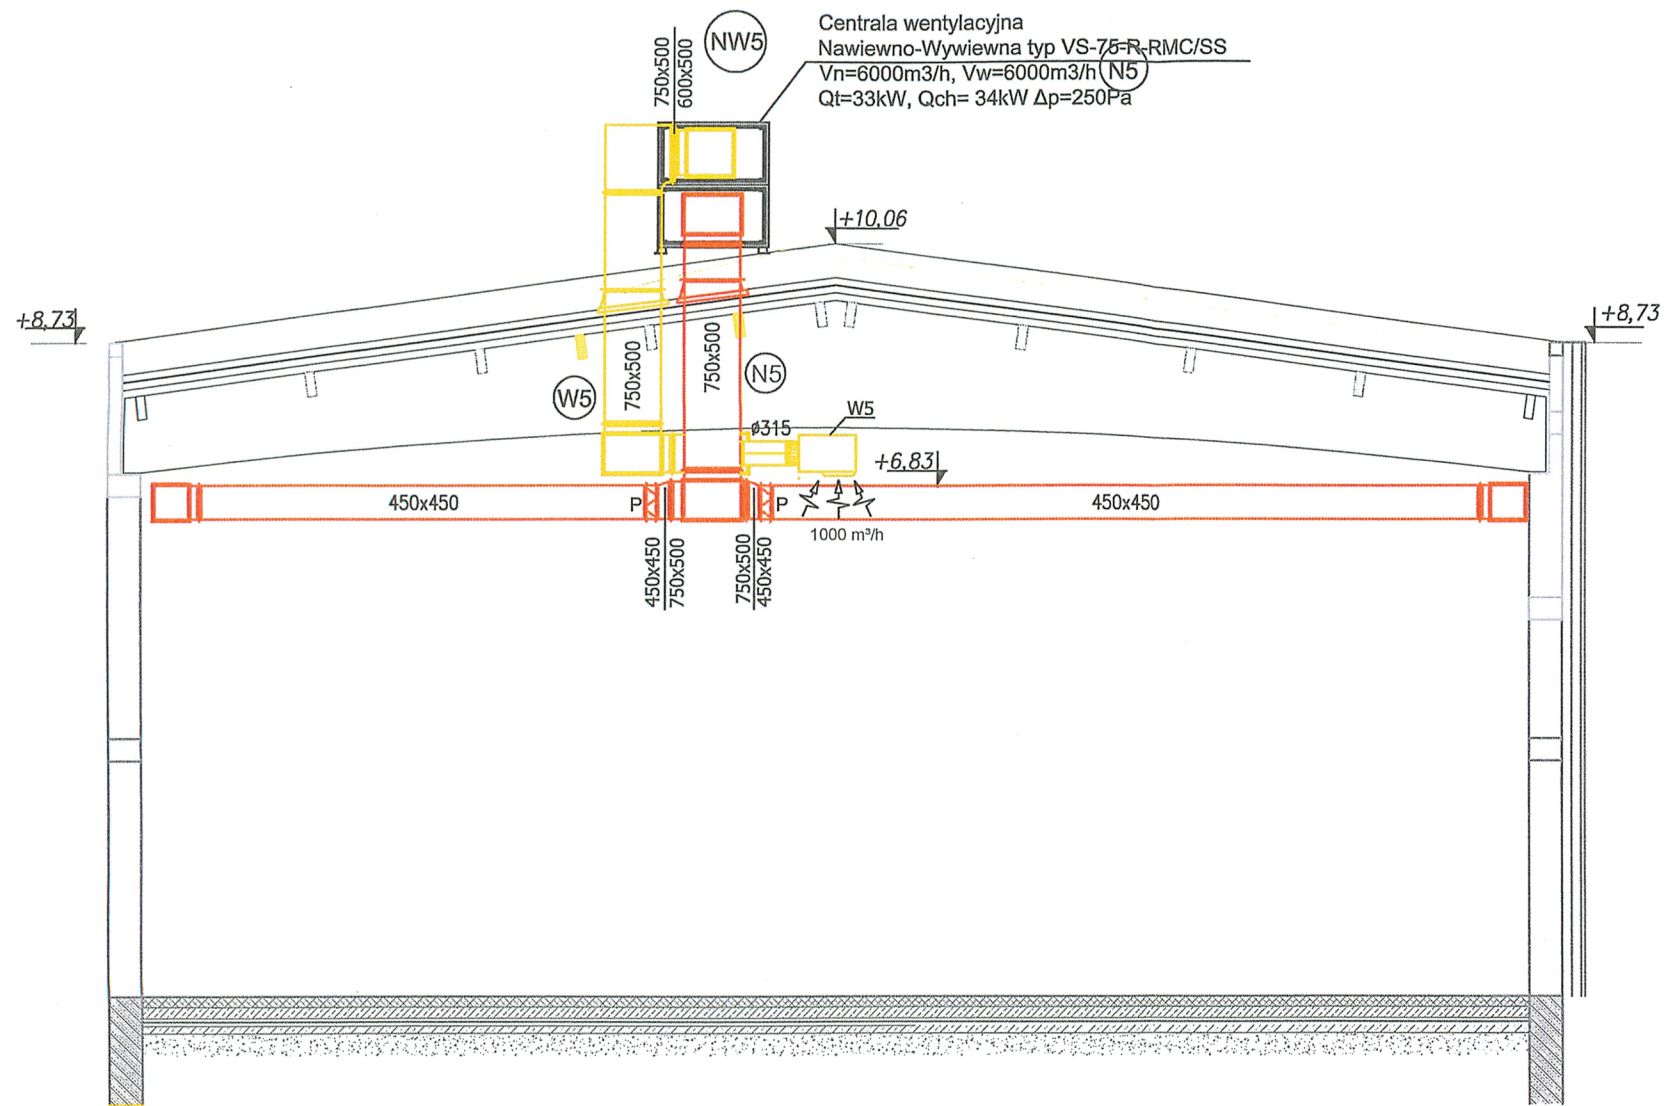 NW5
750x500
600x500
Centrala wentylacyjna
Nawiewno-Wywiewna typ VS-75-R-RMC/SS
Vn=6000m3/h, Vw=6000m3/h N5
Qt=33kW, Qch= 34kW Δp=250Pa
+10,06
+8,73
+8,73
750x500
750x500
N5
W5
W5
ø315
+6,83
450x450
P
P
450x450
1000 m³/h
450x450
750x500
750x500
450x450